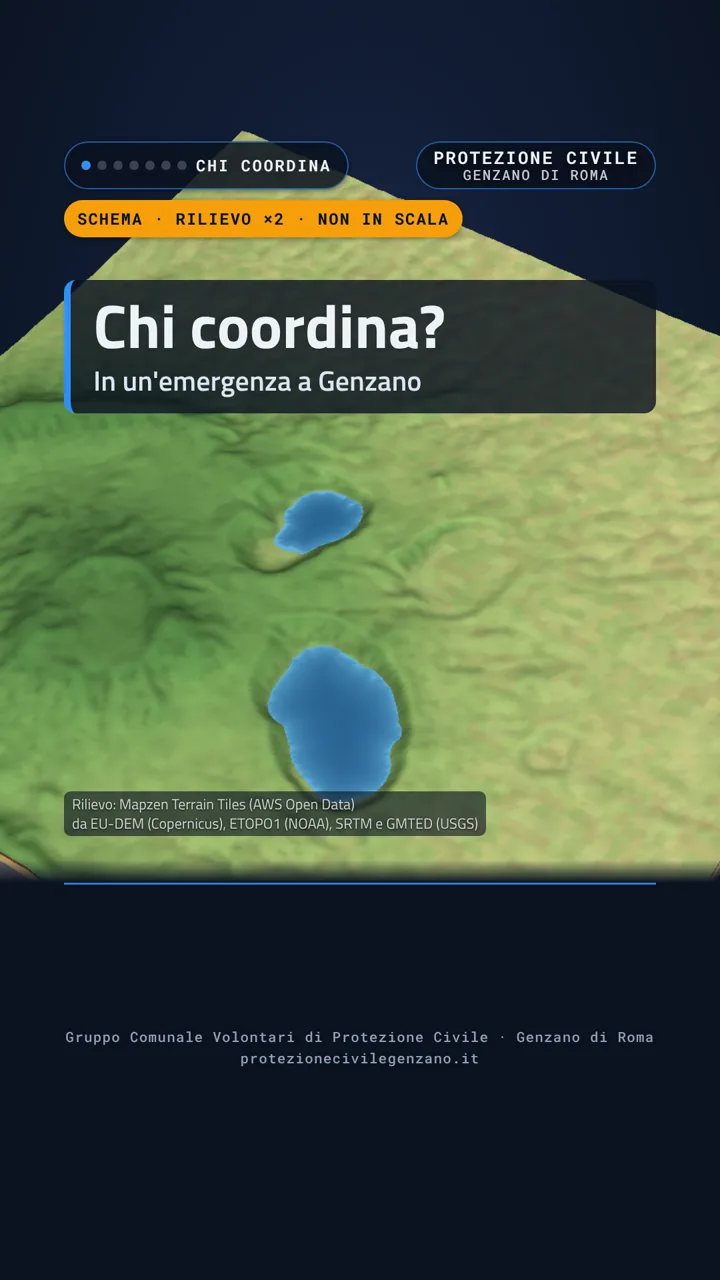 CHI COORDINA
PROTEZIONE CIVILE
GENZANO DI ROMA
SCHEMA · RILIEVO ×2 · NON IN SCALA
Chi coordina?
In un'emergenza a Genzano
Rilievo: Mapzen Terrain Tiles (AWS Open Data)
da EU-DEM (Copernicus), ETOPO1 (NOAA), SRTM e GMTED (USGS)
Gruppo Comunale Volontari di Protezione Civile · Genzano di Roma
protezionecivilegenzano.it